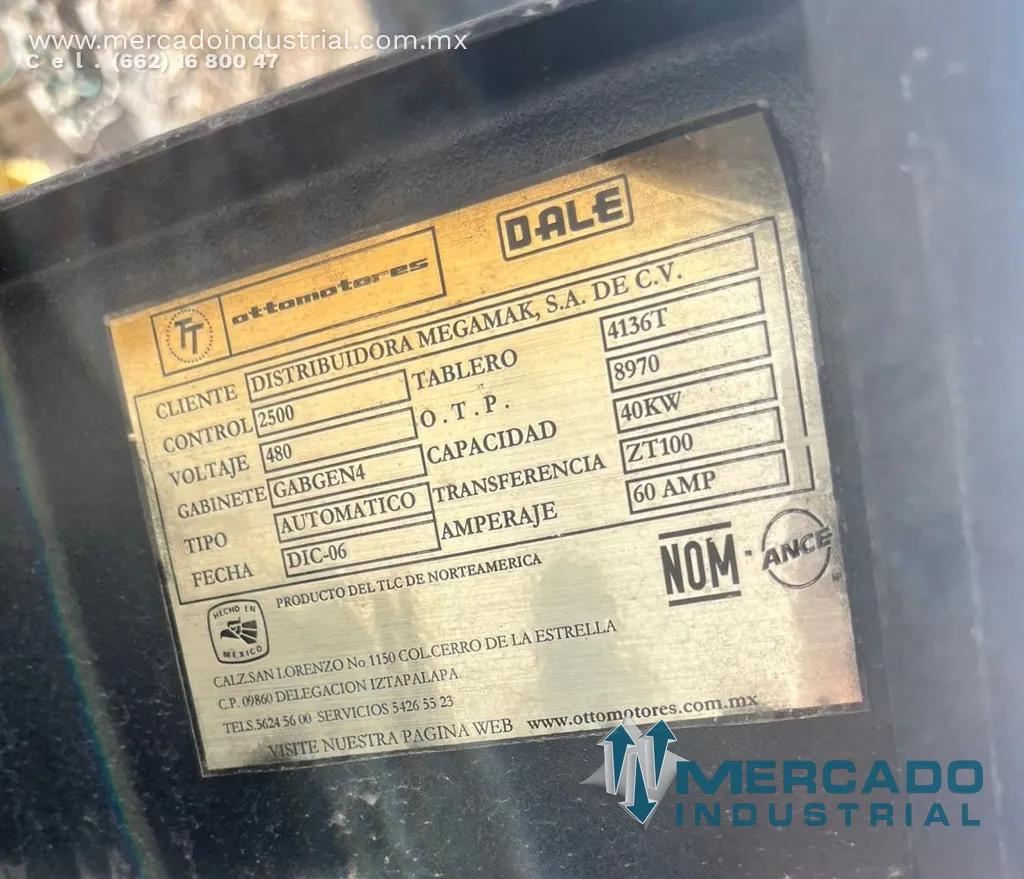 www.mercadoindustrial.com.mx
Cel. (662) 16 800 47
TT ottomotores DALE
CLIENTE DISTRIBUIDORA MEGAMAK, S.A. DE C.V.
CONTROL 2500 TABLERO 4136T
VOLTAJE 480 O.T.P. 8970
GABINETE GABGEN4 CAPACIDAD 40KW
TIPO AUTOMATICO TRANSFERENCIA ZT100
FECHA DIC-06 AMPERAJE 60 AMP
PRODUCTO DEL TLC DE NORTEAMERICA
NOM - ANCE
HECHO EN
MEXICO
CALZ.SAN LORENZO No 1150 COL.CERRO DE LA ESTRELLA
C.P. 09860 DELEGACION IZTAPALAPA.
TELS.5624 56 00 SERVICIOS 5426 55 23
VISITE NUESTRA PAGINA WEB www.ottomotores.com.mx
MERCADO
INDUSTRIAL